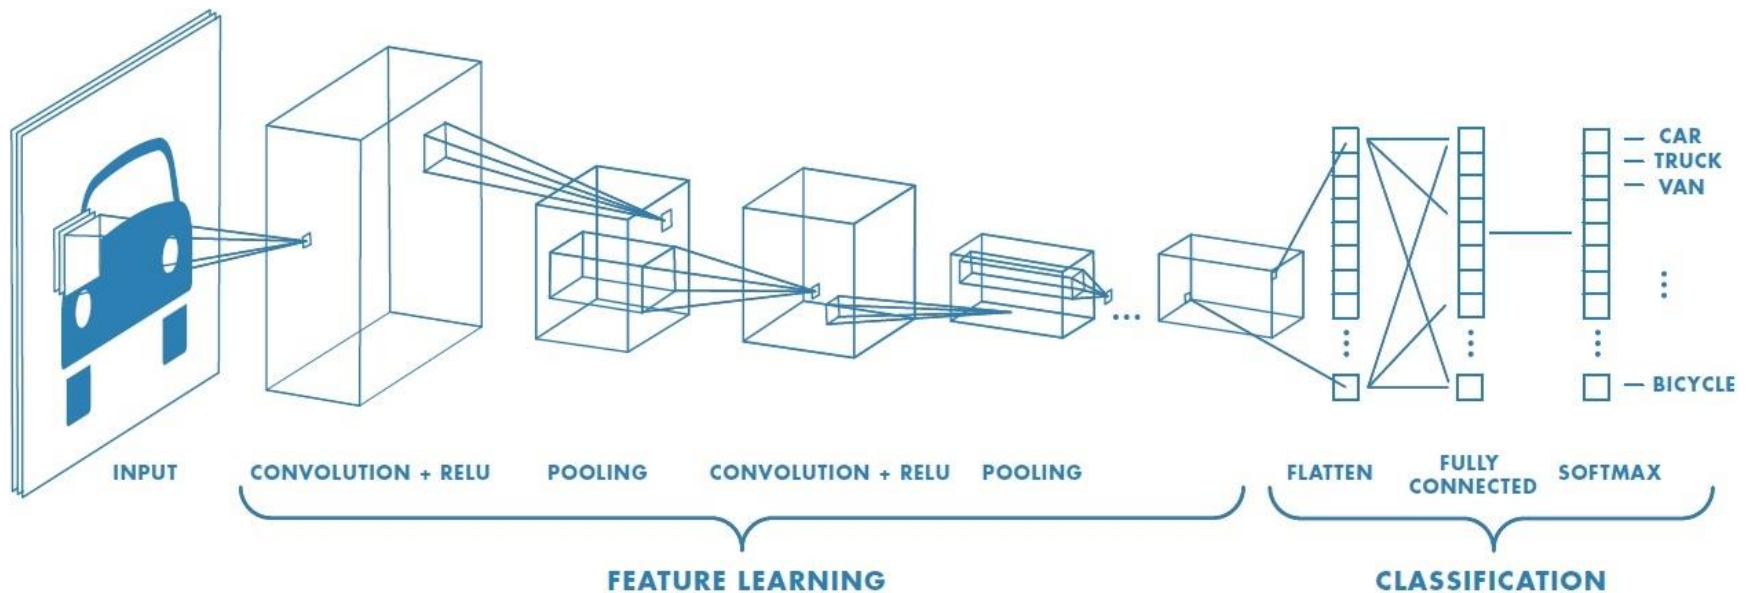 CAR
TRUCK
VAN
BICYCLE
INPUT
CONVOLUTION + RELU
POOLING
CONVOLUTION + RELU
POOLING
FLATTEN
FULLY
CONNECTED
SOFTMAX
FEATURE LEARNING
CLASSIFICATION